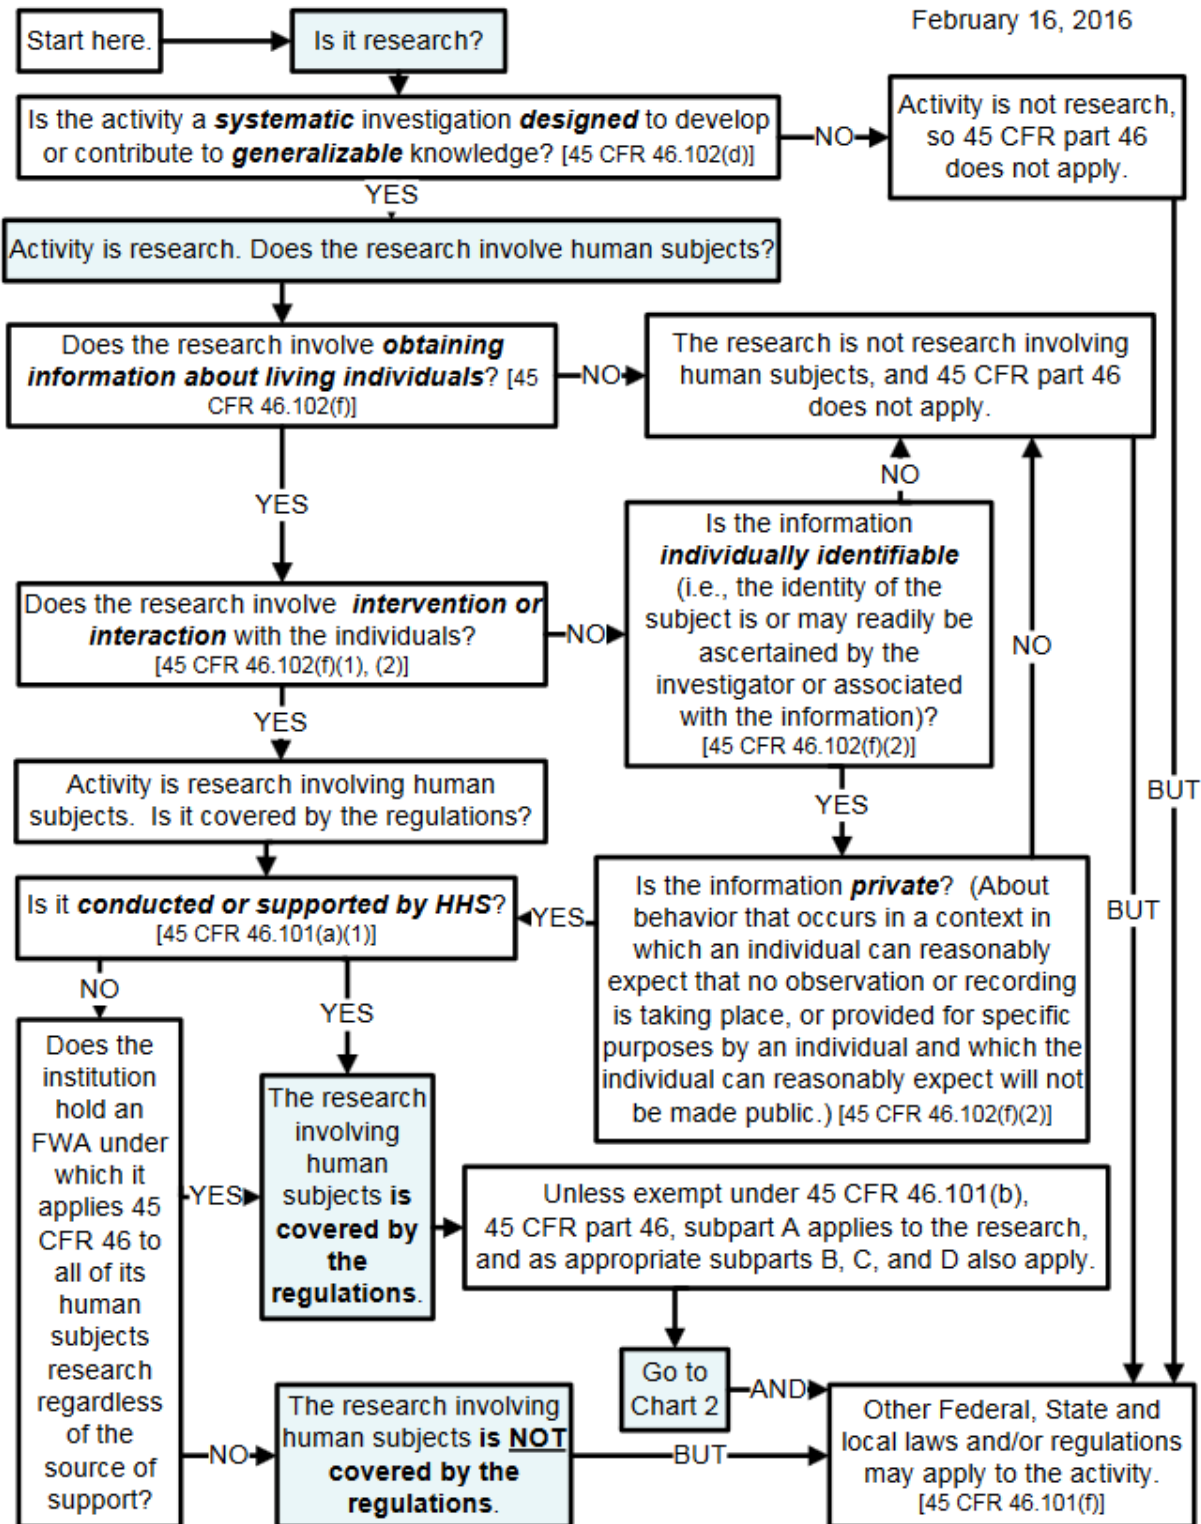 February 16, 2016
Start here.
Is it research?
Is the activity a systematic investigation designed to develop
or contribute to generalizable knowledge? [45 CFR 46.102(d)]
NO
Activity is not research,
so 45 CFR part 46
does not apply.
YES
Activity is research. Does the research involve human subjects?
Does the research involve obtaining
information about living individuals? [45
CFR 46.102(f)]
NO
The research is not research involving
human subjects, and 45 CFR part 46
does not apply.
YES
NO
NO
Does the research involve intervention or
interaction with the individuals?
[45 CFR 46.102(f)(1), (2)]
NO
Is the information
individually identifiable
(i.e., the identity of the
subject is or may readily be
ascertained by the
investigator or associated
with the information)?
[45 CFR 46.102(f)(2)]
YES
YES
BUT
BUT
Activity is research involving human
subjects. Is it covered by the regulations?
Is it conducted or supported by HHS?
[45 CFR 46.101(a)(1)]
YES
Is the information private? (About
behavior that occurs in a context in
which an individual can reasonably
expect that no observation or recording
is taking place, or provided for specific
purposes by an individual and which the
individual can reasonably expect will not
be made public.) [45 CFR 46.102(f)(2)]
NO
YES
Does the
institution
hold an
FWA under
which it
applies 45
CFR 46 to
all of its
human
subjects
research
regardless
of the
source of
support?
YES
The research
involving
human
subjects is
covered by
the
regulations.
Unless exempt under 45 CFR 46.101(b),
45 CFR part 46, subpart A applies to the research,
and as appropriate subparts B, C, and D also apply.
Go to
Chart 2
AND
NO
The research involving
human subjects is NOT
covered by the
regulations.
BUT
Other Federal, State and
local laws and/or regulations
may apply to the activity.
[45 CFR 46.101(f)]